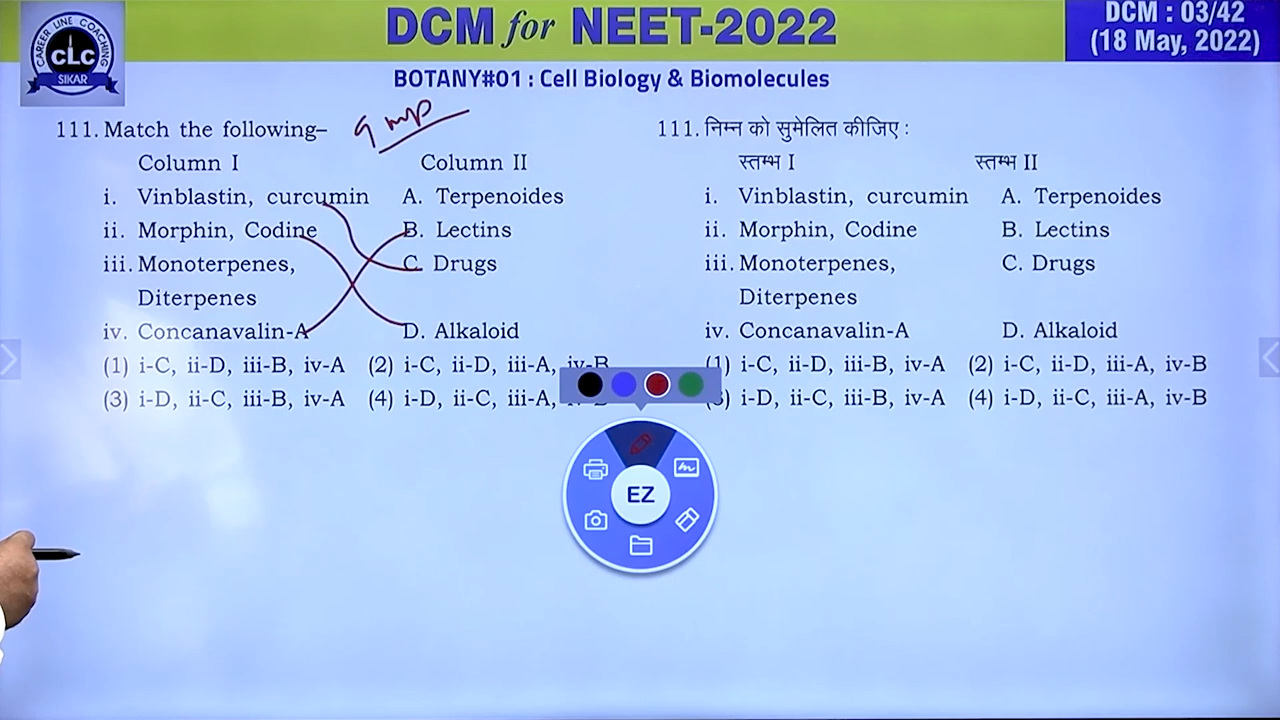 CAREER LINE COACHING
CLC
SIKAR
DCM for NEET-2022
DCM : 03/42
(18 May, 2022)
BOTANY#01 : Cell Biology & Biomolecules
111. Match the following–
Column I Column II
i. Vinblastin, curcumin A. Terpenoides
ii. Morphin, Codine B. Lectins
iii. Monoterpenes, C. Drugs
Diterpenes
iv. Concanavalin-A D. Alkaloid
(1) i-C, ii-D, iii-B, iv-A (2) i-C, ii-D, iii-A, iv-B
(3) i-D, ii-C, iii-B, iv-A (4) i-D, ii-C, iii-A,
111. निम्न को सुमेलित कीजिए :
स्तम्भ I स्तम्भ II
i. Vinblastin, curcumin A. Terpenoides
ii. Morphin, Codine B. Lectins
iii. Monoterpenes, C. Drugs
Diterpenes
iv. Concanavalin-A D. Alkaloid
(1) i-C, ii-D, iii-B, iv-A (2) i-C, ii-D, iii-A, iv-B
(3) i-D, ii-C, iii-B, iv-A (4) i-D, ii-C, iii-A, iv-B
EZ